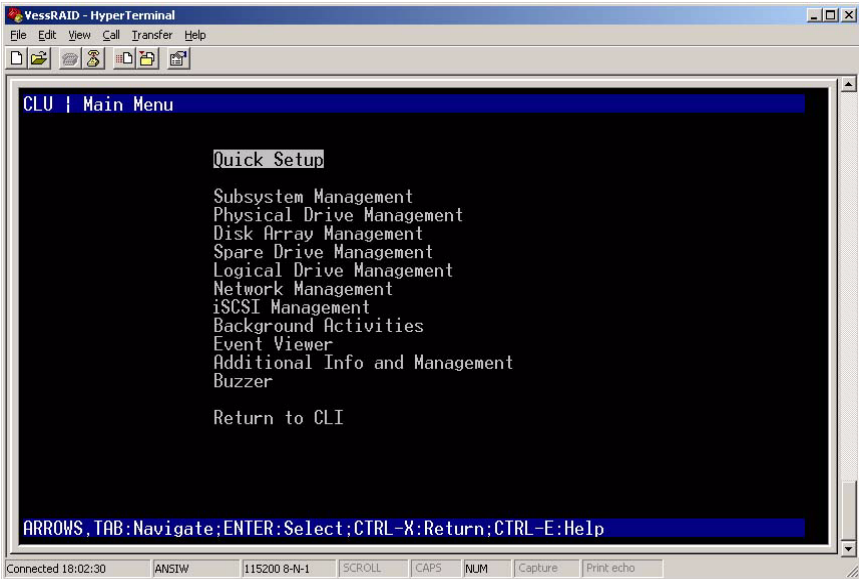 VessRAID - HyperTerminal
File Edit View Call Transfer Help
CLU | Main Menu
Quick Setup
Subsystem Management
Physical Drive Management
Disk Array Management
Spare Drive Management
Logical Drive Management
Network Management
iSCSI Management
Background Activities
Event Viewer
Additional Info and Management
Buzzer
Return to CLI
ARROWS,TAB:Navigate;ENTER:Select;CTRL-X:Return;CTRL-E:Help
Connected 18:02:30 ANSIW 115200 8-N-1 SCROLL CAPS NUM Capture Print echo